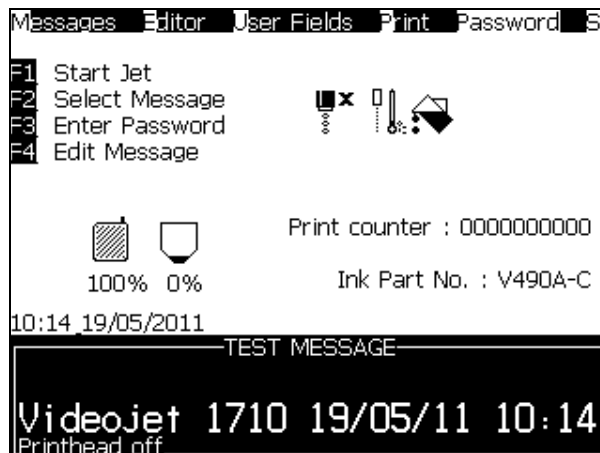 Messages Editor User Fields Print Password S
F1 Start Jet
F2 Select Message
F3 Enter Password
F4 Edit Message
Print counter : 0000000000
100% 0%
Ink Part No. : V490A-C
10:14 19/05/2011
TEST MESSAGE
Videojet 1710 19/05/11 10:14
Printhead off